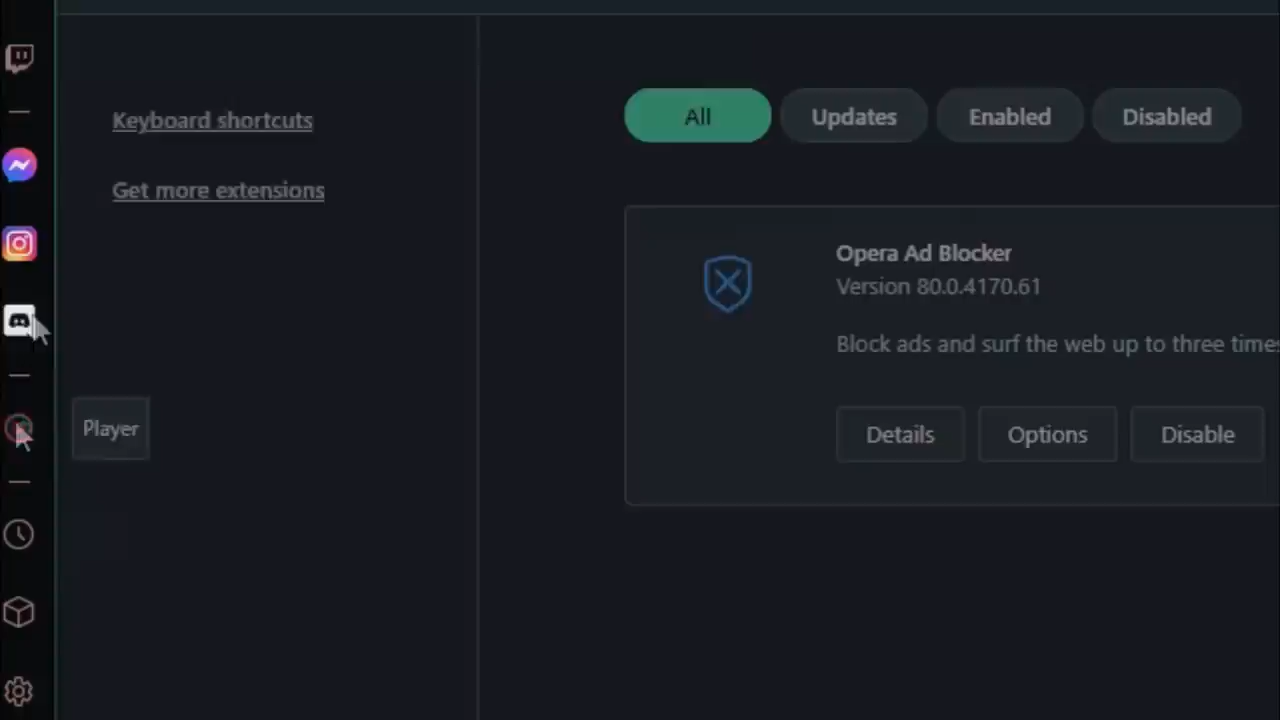 Keyboard shortcuts
Get more extensions
All
Updates
Enabled
Disabled
Opera Ad Blocker
Version 80.0.4170.61
Block ads and surf the web up to three times
Details
Options
Disable
Player